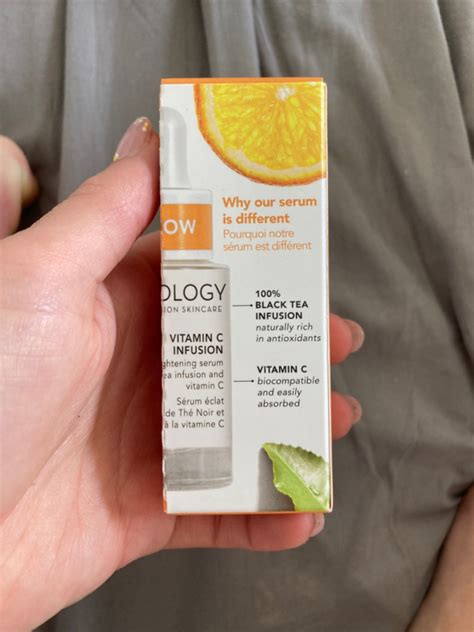 Why our serum
is different
Pourquoi notre
sérum est différent
OW
OLOGY
ION SKINCARE
100%
BLACK TEA
INFUSION
naturally rich
in antioxidants
VITAMIN C
INFUSION
ghtening serum
ea infusion and
vitamin C
Sérum éclat
de Thé Noir et
à la vitamine C
VITAMIN C
biocompatible
and easily
absorbed